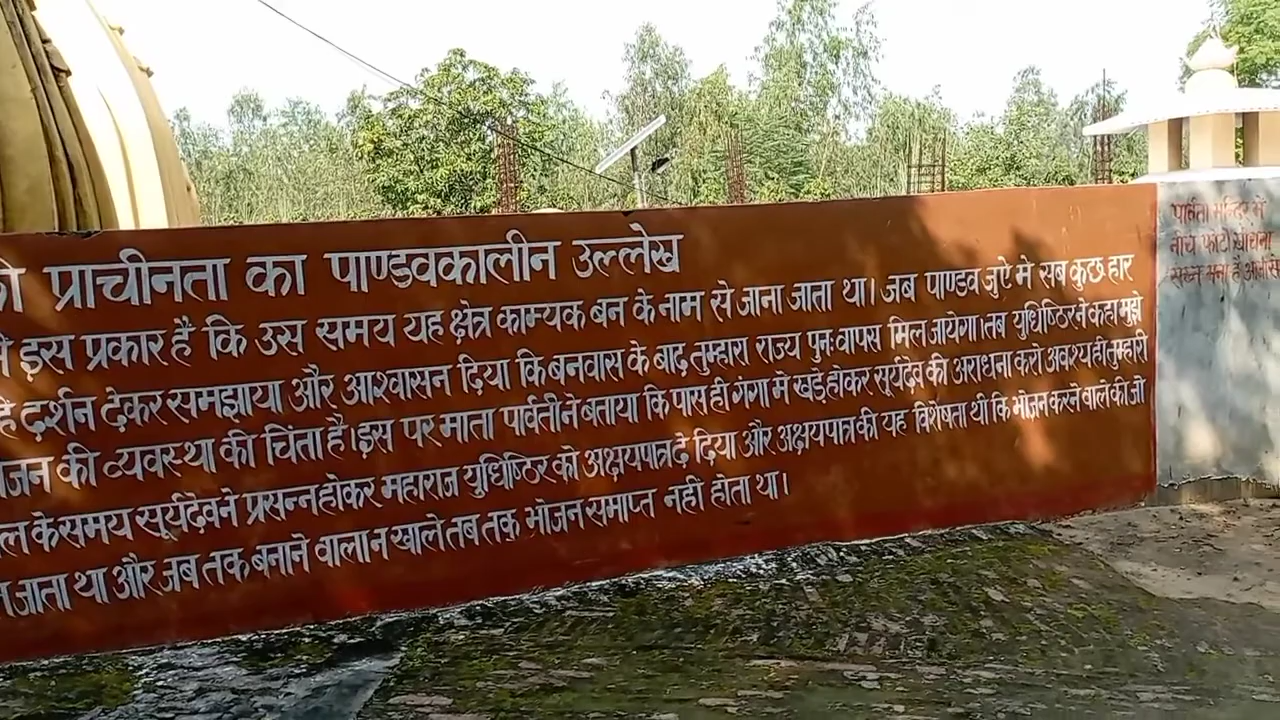 प्राचीनता का पाण्डवकालीन उल्लेख
इस प्रकार है कि उस समय यह क्षेत्र काम्यक बन के नाम से जाना जाता था। जब पाण्डव जुऐ मे सब कुछ हार
दर्शन देकर समझाया और आश्वासन दिया कि बनवास के बाद तुम्हारा राज्य पुनः वापस मिल जायेगा। तब युधिष्ठिर ने कहा मुझे
की व्यवस्था की चिंता है। इस पर माता पार्वती ने बताया कि पास ही गंगा मे खड़े होकर सूर्यदेव की अराधना करो अवश्य ही तुम्हारी
के समय सूर्यदेव ने प्रसन्न होकर महाराज युधिष्ठिर को अक्षयपात्र दे दिया और अक्षयपात्र की यह विशेषता थी कि भोजन करने वाले की जो
जाता था और जब तक बनाने वाला न खाले तब तक भोजन समाप्त नहीं होता था।
पार्वती मन्दिर में
फोटो खींचना